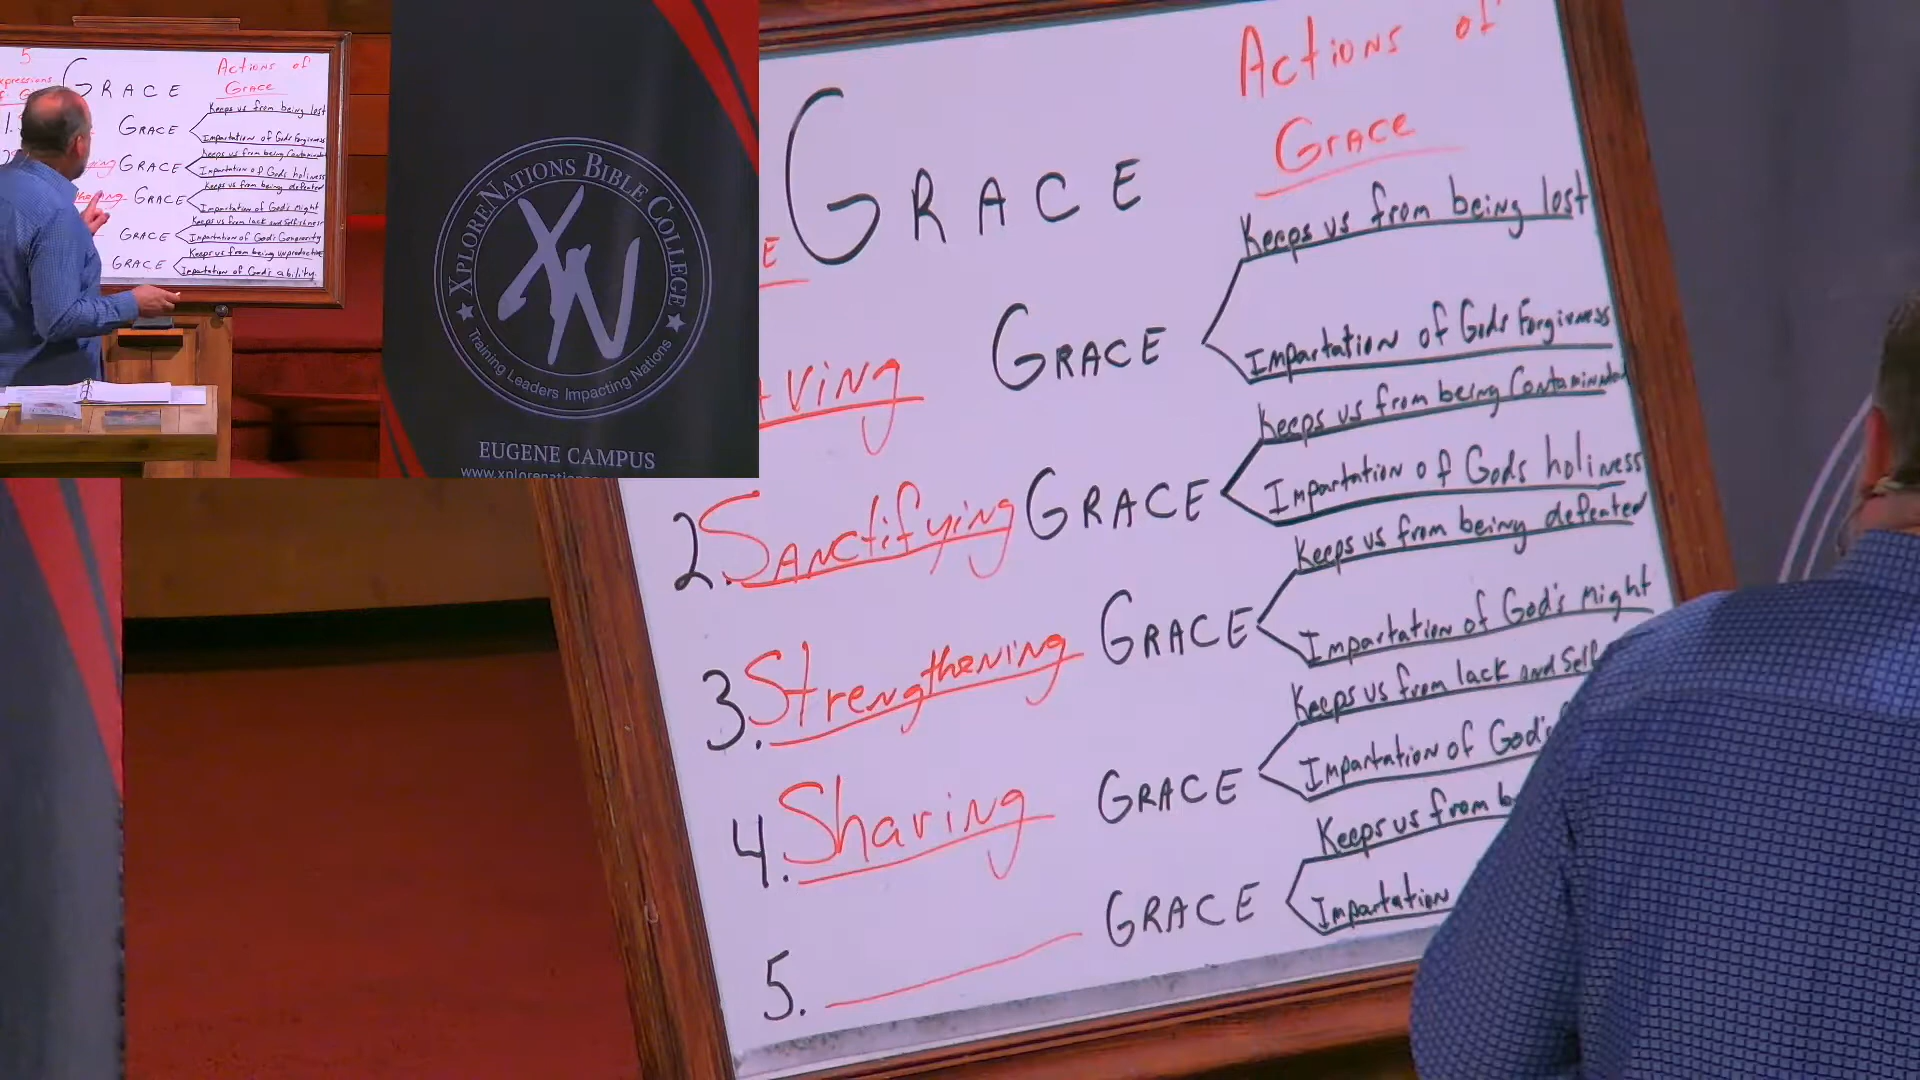 5
Expressions
GRACE
Actions of
Grace
1.
GRACE
Keeps us from being lost
Impartation of Gods Forgivness
GRACE
Keeps us from being Contaminated
Impartation of Gods holiness
GRACE
Keeps us from being defeated
Impartation of God's Might
GRACE
Keeps us from lack and Selfishness
Impartation of God's Generosity
GRACE
Keeps us from being unproductive
Impartation of God's ability
XPLORENATIONS BIBLE COLLEGE
XN
Training Leaders Impacting Nations
EUGENE CAMPUS
GRACE
Actions of
Grace
Keeps us from being lost
GRACE
Impartation of Gods Forgivness
Keeps us from being Contaminated
2. Sanctifying GRACE
Impartation of Gods holiness
Keeps us from being defeated
3. Strengthening GRACE
Impartation of God's Might
Keeps us from lack and Self
4. Sharing GRACE
Impartation of God's
Keeps us from b
5. GRACE
Impartation